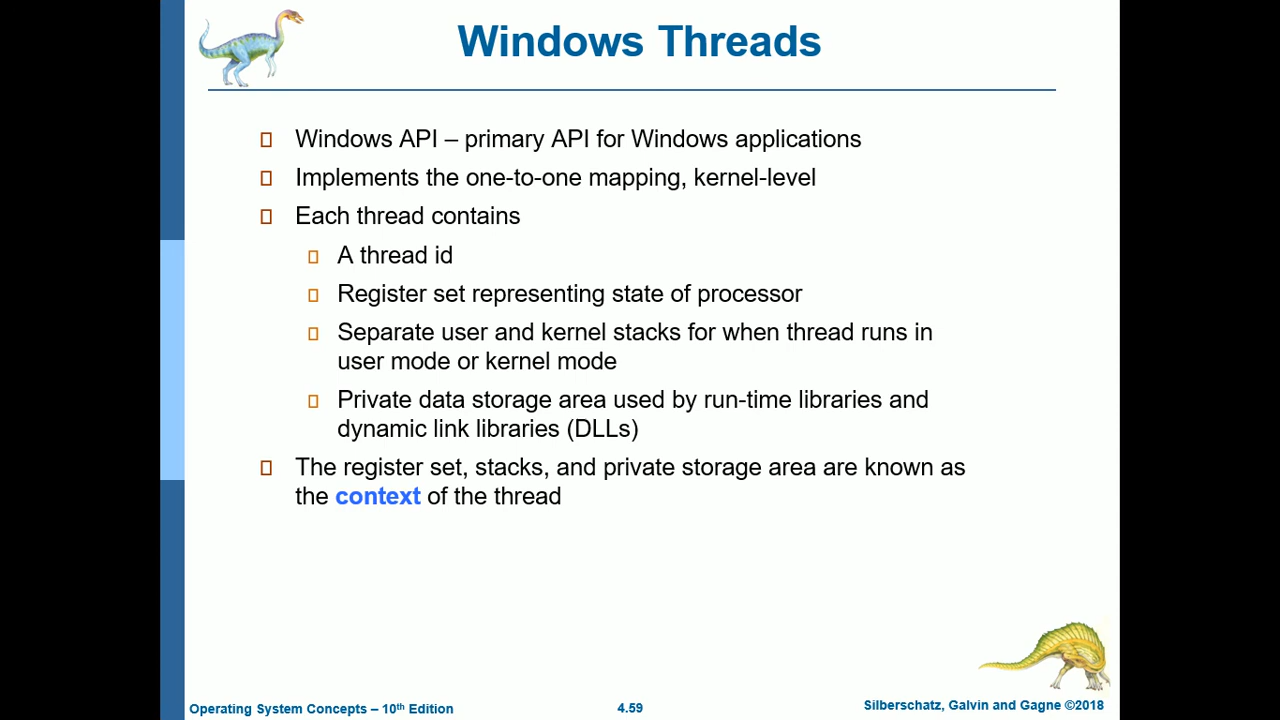 Windows Threads
Windows API – primary API for Windows applications
Implements the one-to-one mapping, kernel-level
Each thread contains
A thread id
Register set representing state of processor
Separate user and kernel stacks for when thread runs in
user mode or kernel mode
Private data storage area used by run-time libraries and
dynamic link libraries (DLLs)
The register set, stacks, and private storage area are known as
the context of the thread
Operating System Concepts – 10th Edition
4.59
Silberschatz, Galvin and Gagne ©2018